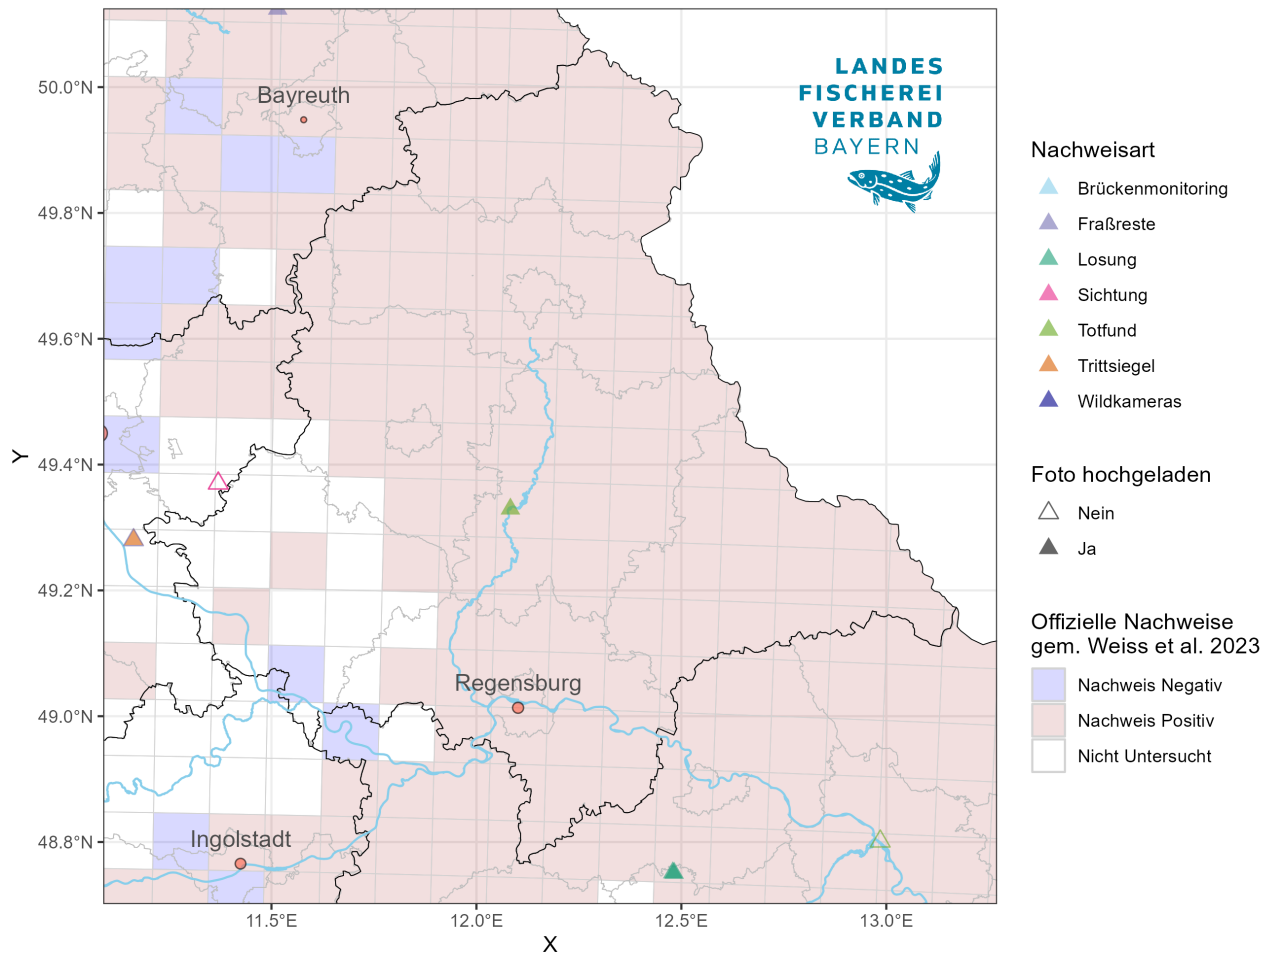 LANDES
FISCHEREI
VERBAND
BAYERN
Bayreuth
Regensburg
Ingolstadt
50.0°N
49.8°N
49.6°N
49.4°N
49.2°N
49.0°N
48.8°N
Y
11.5°E
12.0°E
12.5°E
13.0°E
X
Nachweisart
Brückenmonitoring
Fraßreste
Losung
Sichtung
Totfund
Trittsiegel
Wildkameras
Foto hochgeladen
Nein
Ja
Offizielle Nachweise
gem. Weiss et al. 2023
Nachweis Negativ
Nachweis Positiv
Nicht Untersucht